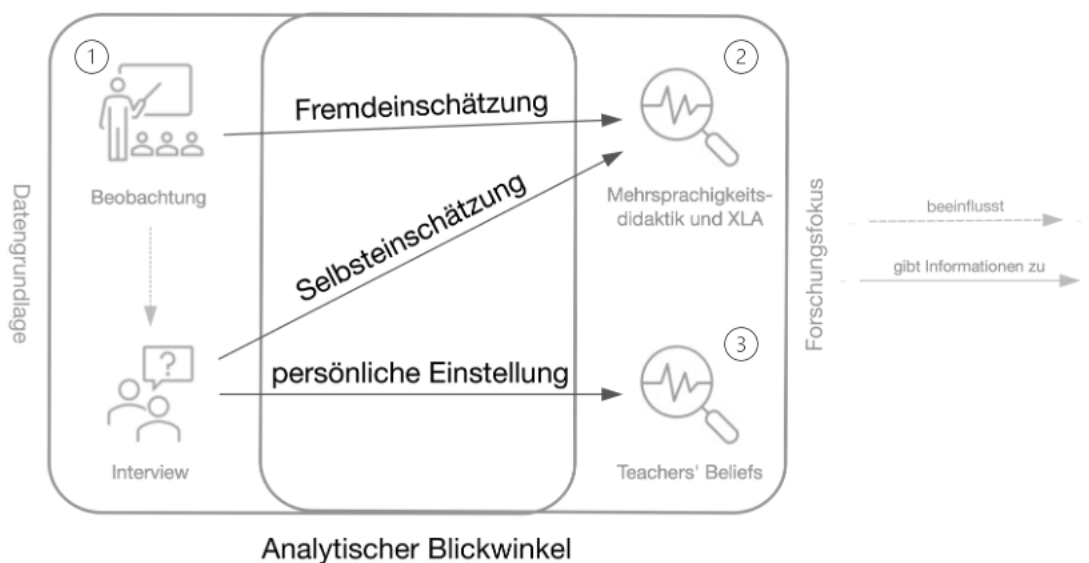 1
2
Fremdeinschätzung
Beobachtung
Mehrsprachigkeits-
didaktik und XLA
Selbsteinschätzung
Datengrundlage
Forschungsfokus
beeinflusst
gibt Informationen zu
?
3
persönliche Einstellung
Interview
Teachers' Beliefs
Analytischer Blickwinkel